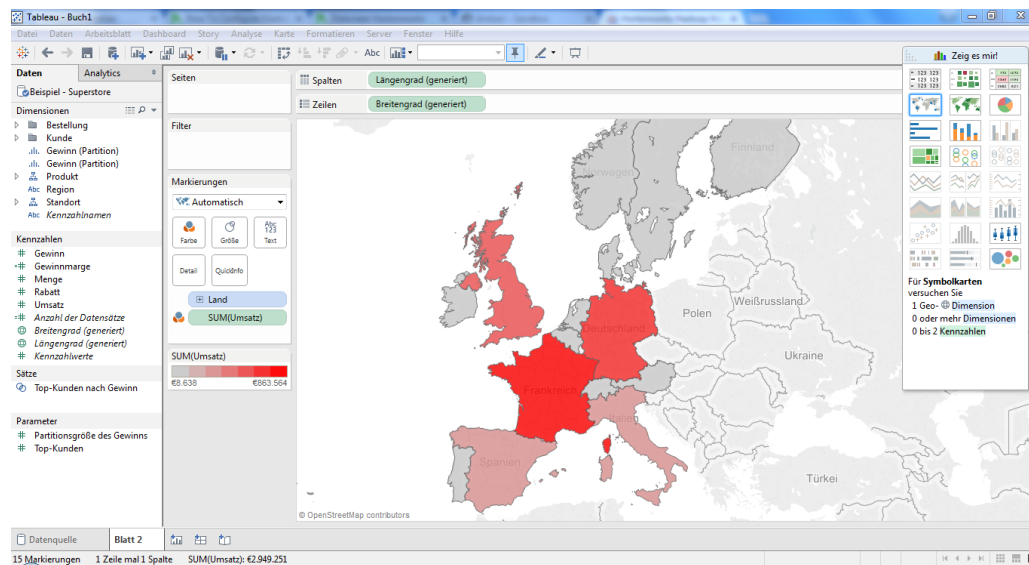 Tableau - Buch1
Datei Daten Arbeitsblatt Dashboard Story Analyse Karte Formatieren Server Fenster Hilfe
Abc
Daten
Analytics
Beispiel - Superstore
Dimensionen
Bestellung
Kunde
Gewinn (Partition)
Gewinn (Partition)
Produkt
Abc Region
Standort
Abc Kennzahlnamen
Kennzahlen
Gewinn
Gewinnmarge
Menge
Rabatt
Umsatz
Anzahl der Datensätze
Breitengrad (generiert)
Längengrad (generiert)
Kennzahlwerte
Sätze
Top-Kunden nach Gewinn
Parameter
Partitionsgröße des Gewinns
Top-Kunden
Seiten
Filter
Markierungen
Automatisch
Farbe
Größe
Abc
123
Text
Detail
QuickInfo
Land
SUM(Umsatz)
SUM(Umsatz)
€8.638 €863.564
Spalten Längengrad (generiert)
Zeilen Breitengrad (generiert)
Finnland
Norwegen
Weißrussland
Polen
Deutschland
Ukraine
Frankreich
Italien
Spanien
Türkei
© OpenStreetMap contributors
Zeig es mir!
Für Symbolkarten
versuchen Sie
1 Geo- Dimension
0 oder mehr Dimensionen
0 bis 2 Kennzahlen
Datenquelle
Blatt 2
15 Markierungen 1 Zeile mal 1 Spalte SUM(Umsatz): €2.949.251